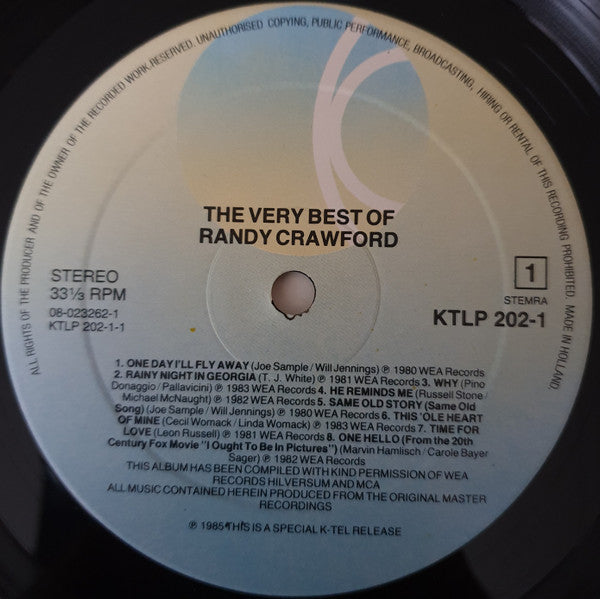 ALL RIGHTS OF THE PRODUCER AND OF THE OWNER OF THE RECORDED WORK RESERVED. UNAUTHORISED COPYING, PUBLIC PERFORMANCE, BROADCASTING, HIRING OR RENTAL OF THIS RECORDING PROHIBITED. MADE IN HOLLAND.
THE VERY BEST OF
RANDY CRAWFORD
STEREO
33⅓ RPM
08-023262-1
KTLP 202-1-1
1
STEMRA
KTLP 202-1
1. ONE DAY I'LL FLY AWAY (Joe Sample/Will Jennings) ℗ 1980 WEA Records
2. RAINY NIGHT IN GEORGIA (T. J. White) ℗ 1981 WEA Records 3. WHY (Pino
Donaggio/Pallavicini) ℗ 1983 WEA Records 4. HE REMINDS ME (Russell Stone/
Michael McNaught) ℗ 1982 WEA Records 5. SAME OLD STORY (Same Old
Song) (Joe Sample/Will Jennings) ℗ 1980 WEA Records 6. THIS 'OLE HEART
OF MINE (Cecil Womack/Linda Womack) ℗ 1983 WEA Records 7. TIME FOR
LOVE (Leon Russell) ℗ 1981 WEA Records 8. ONE HELLO (From the 20th
Century Fox Movie "I Ought To Be In Pictures") (Marvin Hamlisch/Carole Bayer
Sager) ℗ 1982 WEA Records
THIS ALBUM HAS BEEN COMPILED WITH KIND PERMISSION OF WEA
RECORDS HILVERSUM AND MCA
ALL MUSIC CONTAINED HEREIN PRODUCED FROM THE ORIGINAL MASTER
RECORDINGS
℗ 1985 THIS IS A SPECIAL K-TEL RELEASE